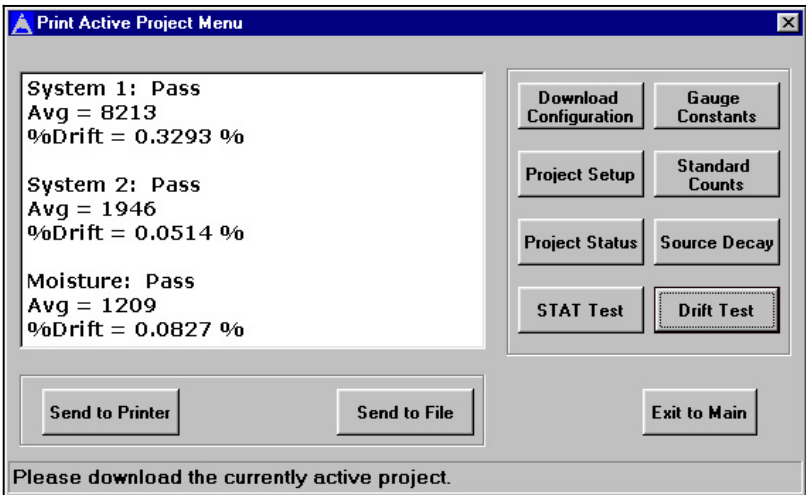 Print Active Project Menu
System 1:  Pass
Avg = 8213
%Drift = 0.3293 %
System 2:  Pass
Avg = 1946
%Drift = 0.0514 %
Moisture:  Pass
Avg = 1209
%Drift = 0.0827 %
Download
Configuration
Gauge
Constants
Project Setup
Standard
Counts
Project Status
Source Decay
STAT Test
Drift Test
Send to Printer
Send to File
Exit to Main
Please download the currently active project.